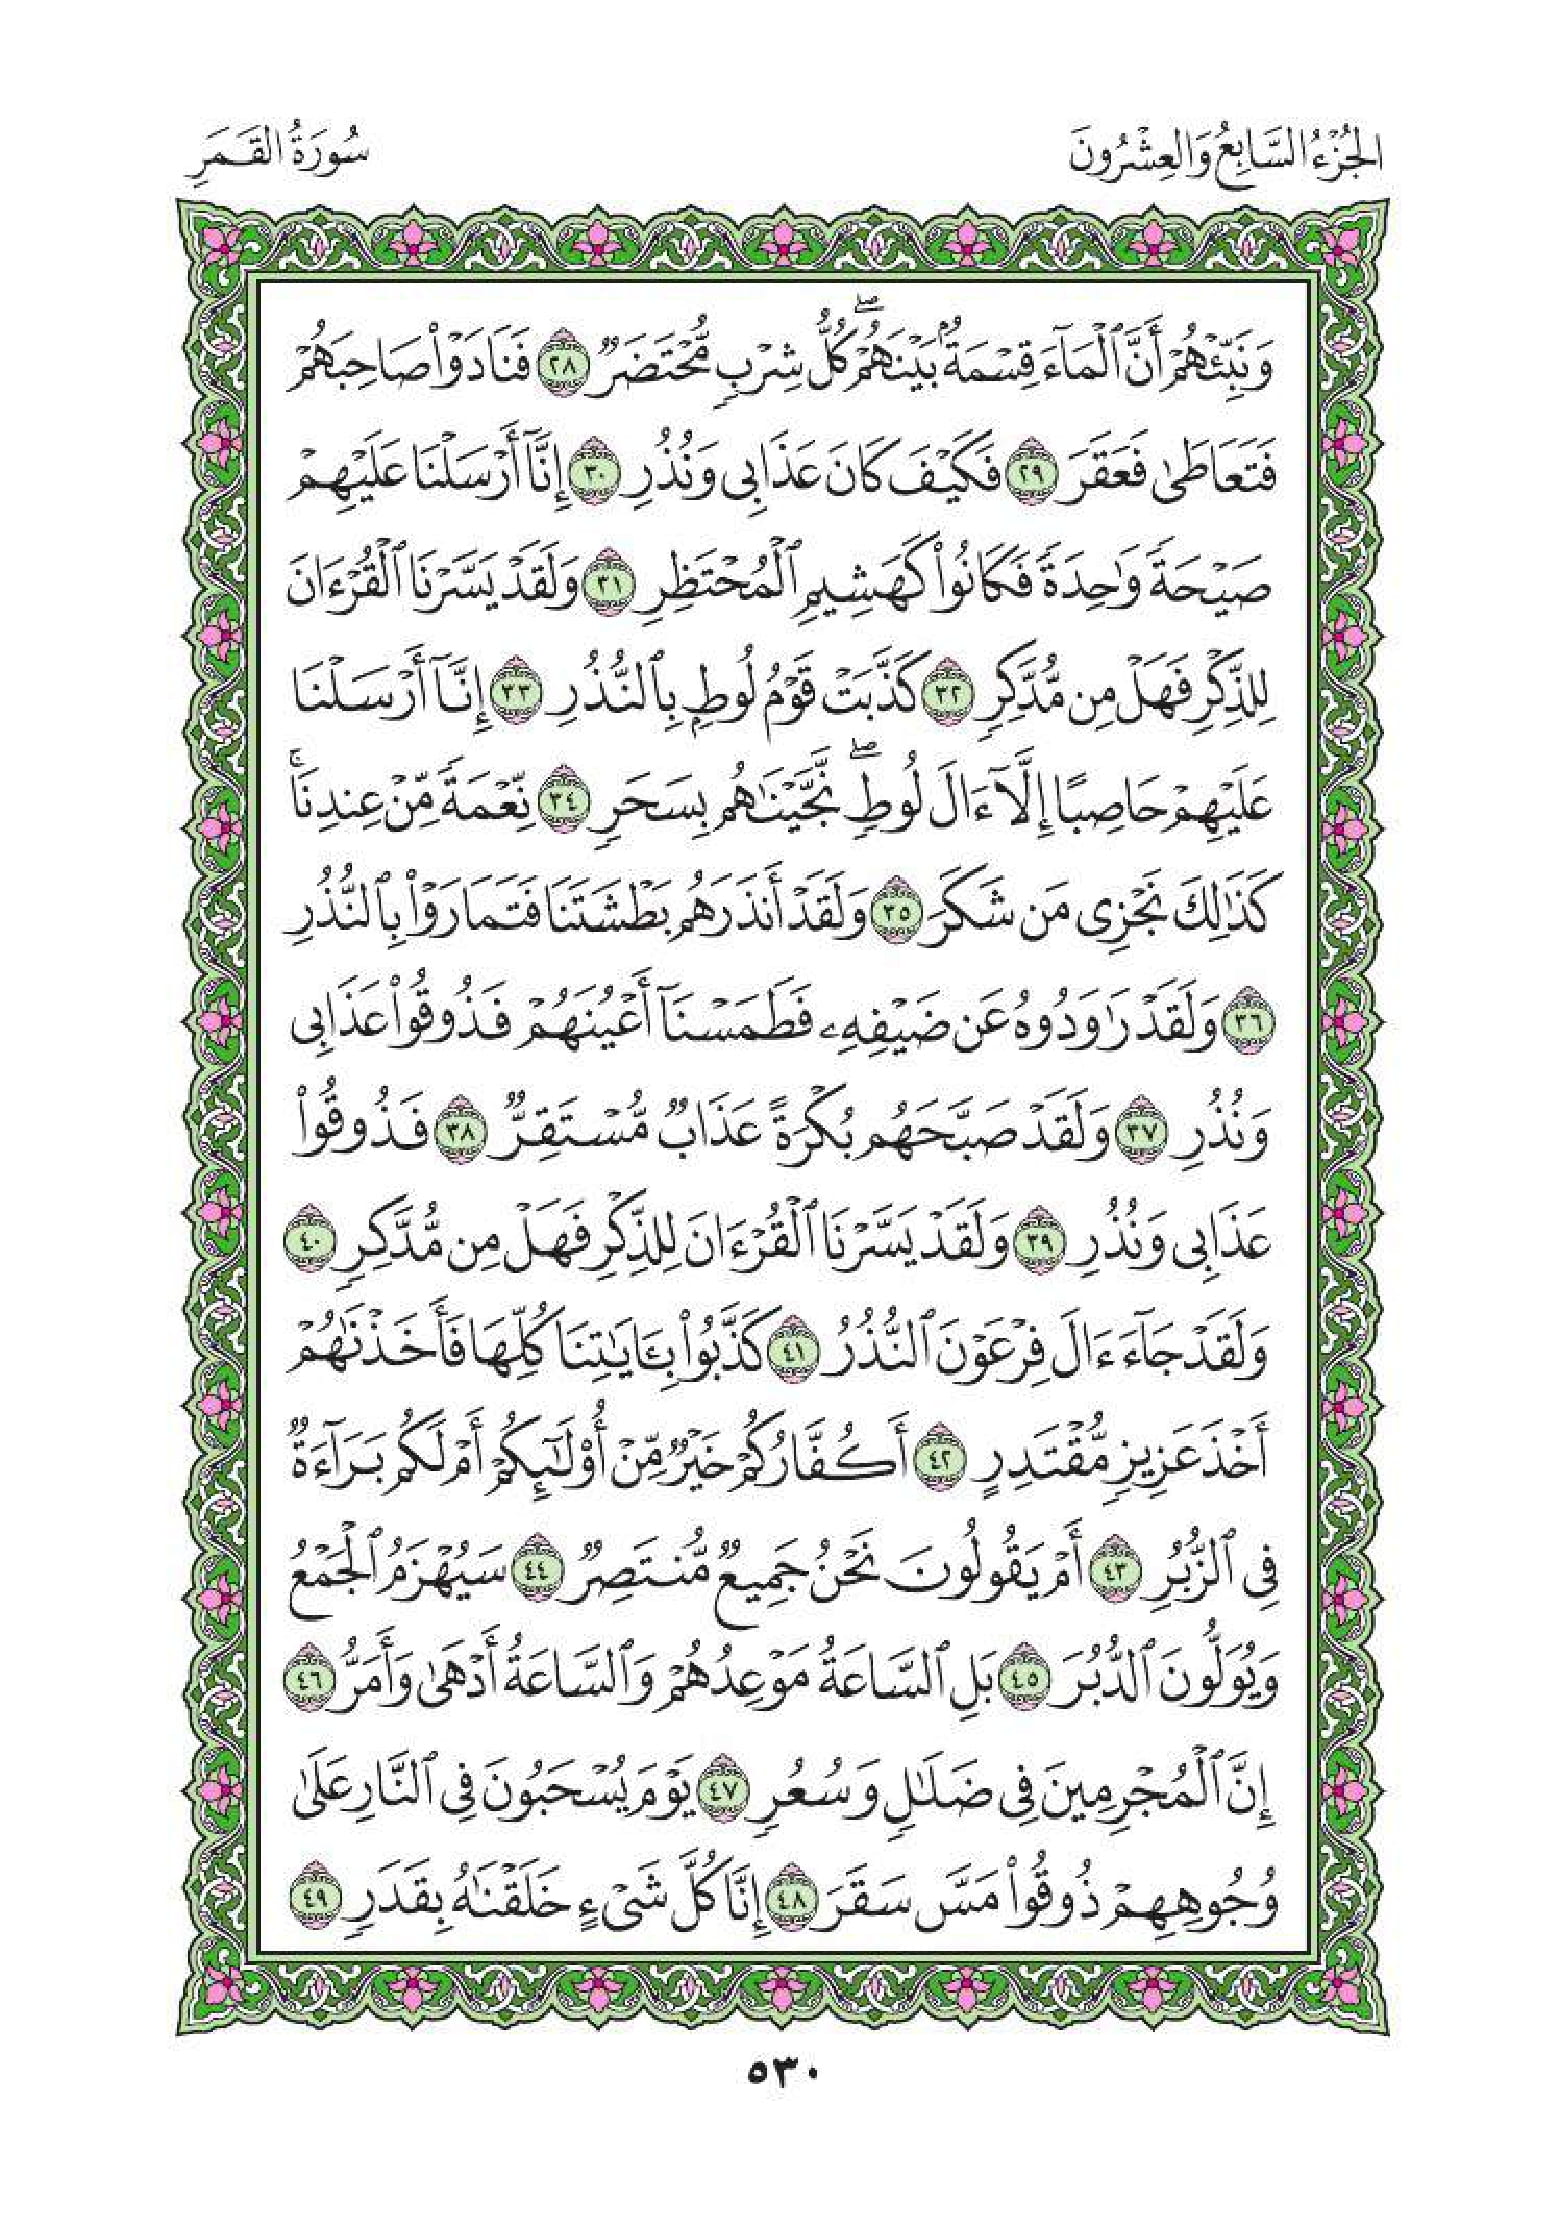 الجُزْءُ السَّابِعُ وَالعِشْرُونَ
سُورَةُ القَمَرِ
وَنَبِّئْهُمْ أَنَّ ٱلْمَآءَ قِسْمَةٌۢ بَيْنَهُمْۖ كُلُّ شِرْبٍ مُّحْتَضَرٌ ٢٨ فَنَادَوْا۟ صَاحِبَهُمْ
فَتَعَاطَىٰ فَعَقَرَ ٢٩ فَكَيْفَ كَانَ عَذَابِى وَنُذُرِ ٣٠ إِنَّآ أَرْسَلْنَا عَلَيْهِمْ
صَيْحَةً وَٰحِدَةً فَكَانُوا۟ كَهَشِيمِ ٱلْمُحْتَظِرِ ٣١ وَلَقَدْ يَسَّرْنَا ٱلْقُرْءَانَ
لِلذِّكْرِ فَهَلْ مِن مُّدَّكِرٍ ٣٢ كَذَّبَتْ قَوْمُ لُوطٍۭ بِٱلنُّذُرِ ٣٣ إِنَّآ أَرْسَلْنَا
عَلَيْهِمْ حَاصِبًا إِلَّآ ءَالَ لُوطٍۖ نَّجَّيْنَٰهُم بِسَحَرٍ ٣٤ نِّعْمَةً مِّنْ عِندِنَاۚ
كَذَٰلِكَ نَجْزِى مَن شَكَرَ ٣٥ وَلَقَدْ أَنذَرَهُم بَطْشَتَنَا فَتَمَارَوْا۟ بِٱلنُّذُرِ
٣٦ وَلَقَدْ رَٰوَدُوهُ عَن ضَيْفِهِۦ فَطَمَسْنَآ أَعْيُنَهُمْ فَذُوقُوا۟ عَذَابِى
وَنُذُرِ ٣٧ وَلَقَدْ صَبَّحَهُم بُكْرَةً عَذَابٌ مُّسْتَقِرٌّ ٣٨ فَذُوقُوا۟
عَذَابِى وَنُذُرِ ٣٩ وَلَقَدْ يَسَّرْنَا ٱلْقُرْءَانَ لِلذِّكْرِ فَهَلْ مِن مُّدَّكِرٍ ٤٠
وَلَقَدْ جَآءَ ءَالَ فِرْعَوْنَ ٱلنُّذُرُ ٤١ كَذَّبُوا۟ بِـَٔايَٰتِنَا كُلِّهَا فَأَخَذْنَٰهُمْ
أَخْذَ عَزِيزٍ مُّقْتَدِرٍ ٤٢ أَكُفَّارُكُمْ خَيْرٌ مِّنْ أُو۟لَٰٓئِكُمْ أَمْ لَكُم بَرَآءَةٌ
فِى ٱلزُّبُرِ ٤٣ أَمْ يَقُولُونَ نَحْنُ جَمِيعٌ مُّنتَصِرٌ ٤٤ سَيُهْزَمُ ٱلْجَمْعُ
وَيُوَلُّونَ ٱلدُّبُرَ ٤٥ بَلِ ٱلسَّاعَةُ مَوْعِدُهُمْ وَٱلسَّاعَةُ أَدْهَىٰ وَأَمَرُّ ٤٦
إِنَّ ٱلْمُجْرِمِينَ فِى ضَلَٰلٍ وَسُعُرٍ ٤٧ يَوْمَ يُسْحَبُونَ فِى ٱلنَّارِ عَلَىٰ
وُجُوهِهِمْ ذُوقُوا۟ مَسَّ سَقَرَ ٤٨ إِنَّا كُلَّ شَىْءٍ خَلَقْنَٰهُ بِقَدَرٍ ٤٩
٥٣٠